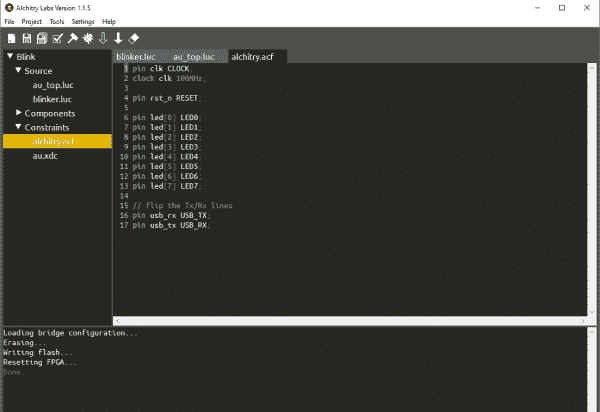 Alchitry Labs Version 1.1.5
File Project Tools Settings Help
Blink
Source
au_top.luc
blinker.luc
Components
Constraints
alchitry.acf
au.xdc
blinker.luc au_top.luc alchitry.acf
1 pin clk CLOCK;
2 clock clk 100MHz;
3
4 pin rst_n RESET;
5
6 pin led[0] LED0;
7 pin led[1] LED1;
8 pin led[2] LED2;
9 pin led[3] LED3;
10 pin led[4] LED4;
11 pin led[5] LED5;
12 pin led[6] LED6;
13 pin led[7] LED7;
14
15 // flip the Tx/Rx lines
16 pin usb_rx USB_TX;
17 pin usb_tx USB_RX;
Loading bridge configuration...
Erasing...
Writing flash...
Resetting FPGA...
Done.